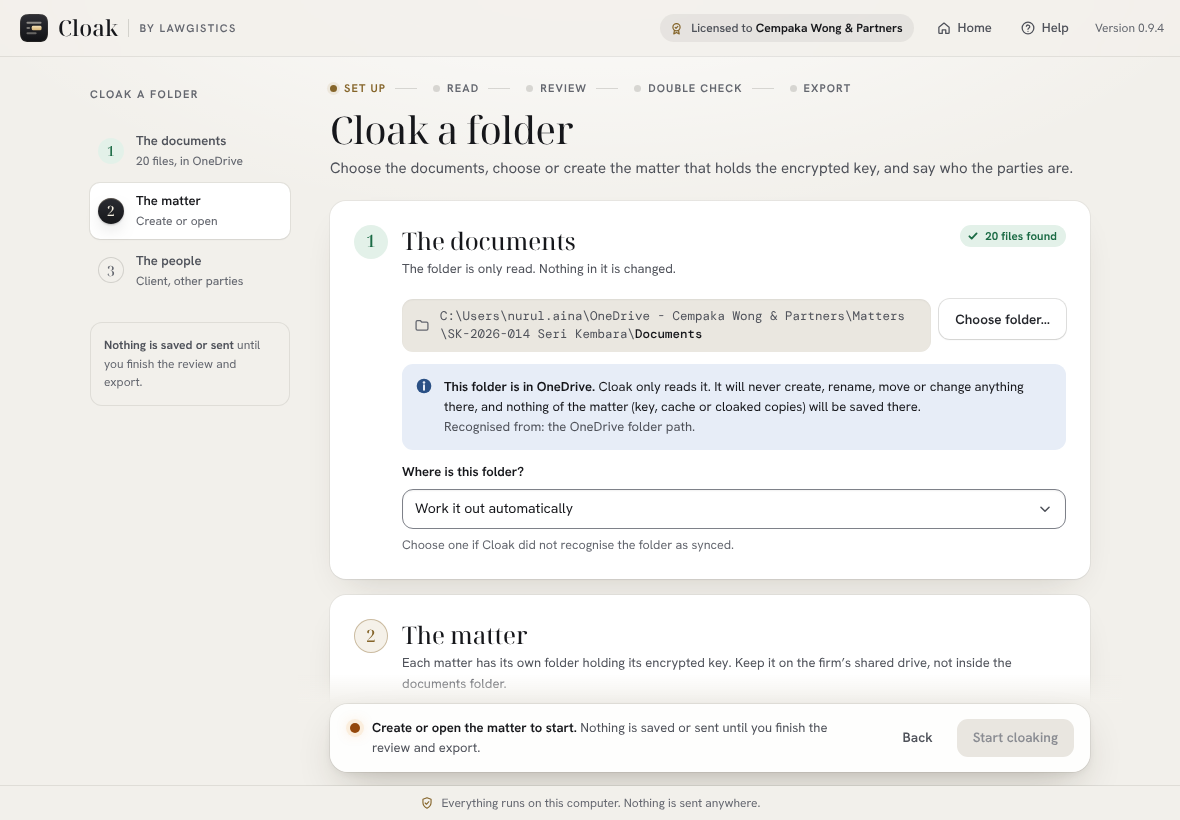 Cloak
BY LAWGISTICS
Licensed to Cempaka Wong & Partners
Home
Help
Version 0.9.4
CLOAK A FOLDER
1
The documents
20 files, in OneDrive
2
The matter
Create or open
3
The people
Client, other parties
Nothing is saved or sent until
you finish the review and
export.
SET UP
READ
REVIEW
DOUBLE CHECK
EXPORT
Cloak a folder
Choose the documents, choose or create the matter that holds the encrypted key, and say who the parties are.
1
The documents
20 files found
The folder is only read. Nothing in it is changed.
C:\Users\nurul.aina\OneDrive - Cempaka Wong & Partners\Matters
\SK-2026-014 Seri Kembara\Documents
Choose folder...
This folder is in OneDrive. Cloak only reads it. It will never create, rename, move or change anything
there, and nothing of the matter (key, cache or cloaked copies) will be saved there.
Recognised from: the OneDrive folder path.
Where is this folder?
Work it out automatically
Choose one if Cloak did not recognise the folder as synced.
2
The matter
Each matter has its own folder holding its encrypted key. Keep it on the firm’s shared drive, not inside the
documents folder.
Create or open the matter to start. Nothing is saved or sent until you finish the
review and export.
Back
Start cloaking
Everything runs on this computer. Nothing is sent anywhere.